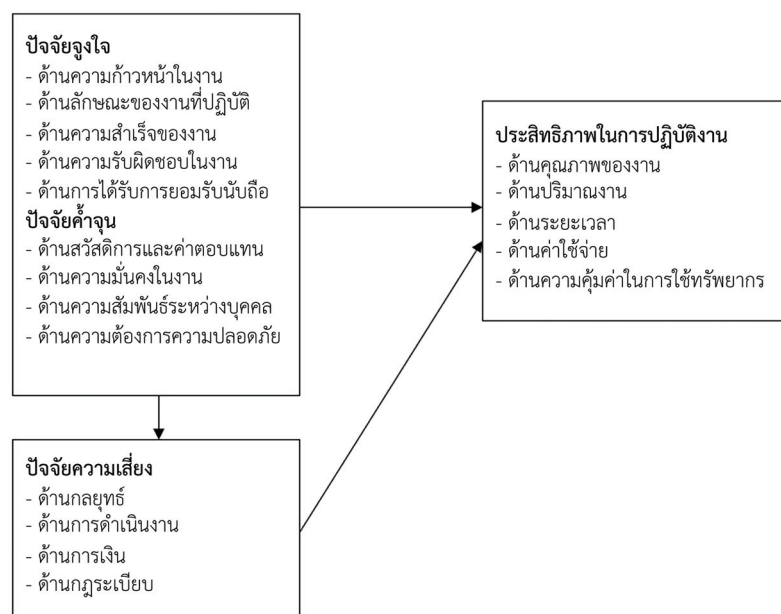 ปัจจัยจูงใจ
- ด้านความก้าวหน้าในงาน
- ด้านลักษณะของงานที่ปฏิบัติ
- ด้านความสำเร็จของงาน
- ด้านความรับผิดชอบในงาน
- ด้านการได้รับการยอมรับนับถือ
ปัจจัยค้ำจุน
- ด้านสวัสดิการและค่าตอบแทน
- ด้านความมั่นคงในงาน
- ด้านความสัมพันธ์ระหว่างบุคคล
- ด้านความต้องการความปลอดภัย
ประสิทธิภาพในการปฏิบัติงาน
- ด้านคุณภาพของงาน
- ด้านปริมาณงาน
- ด้านระยะเวลา
- ด้านค่าใช้จ่าย
- ด้านความคุ้มค่าในการใช้ทรัพยากร
ปัจจัยความเสี่ยง
- ด้านกลยุทธ์
- ด้านการดำเนินงาน
- ด้านการเงิน
- ด้านกฎระเบียบ